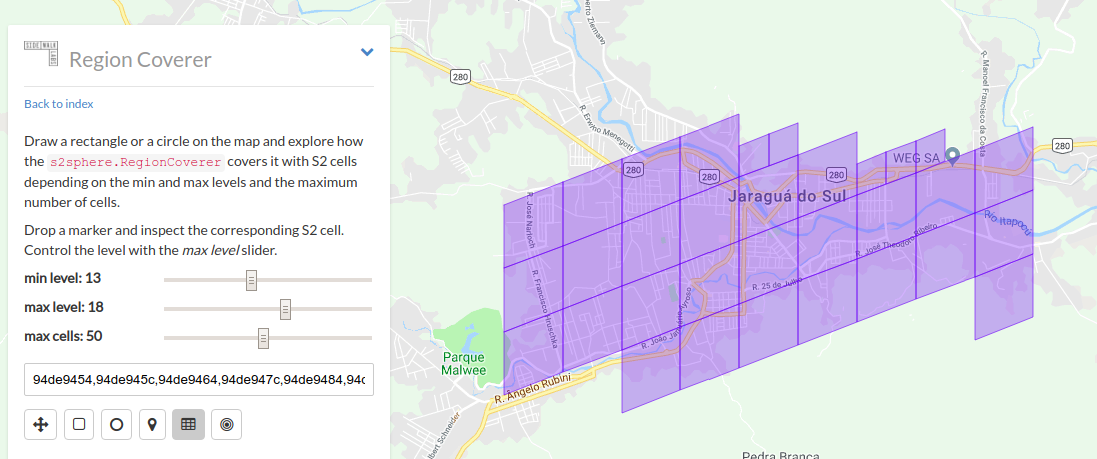 SIDEWALK
LABS
Region Coverer
Back to index
Draw a rectangle or a circle on the map and explore how
the s2sphere.RegionCoverer covers it with S2 cells
depending on the min and max levels and the maximum
number of cells.
Drop a marker and inspect the corresponding S2 cell.
Control the level with the max level slider.
min level: 13
max level: 18
max cells: 50
94de9454,94de945c,94de9464,94de947c,94de9484,94c
erto Ziemann
280
R. Erwino Menegotti
R. Manoel Francisco da Costa
280
WEG SA
280
280
280
Jaraguá do Sul
R. José Narloch
Rio Itapocu
R. José Theodoro Ribeiro
R. Francisco Hruschka
R. 25 de Julho
R. João Januário Ayroso
Parque
Malwee
R. Ângelo Rubini
lbert Schneider
Pedra Branca